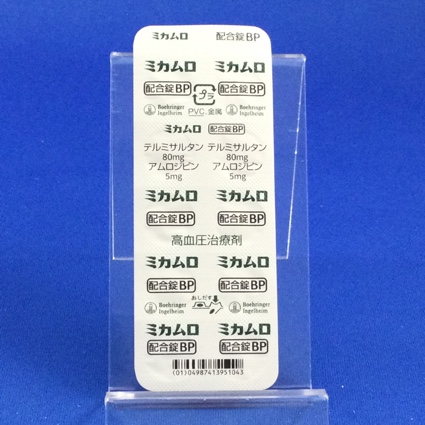 ミカムロ 配合錠BP
ミカムロ ミカムロ
配合錠BP 配合錠BP
Boehringer Ingelheim プラ Boehringer Ingelheim
PVC,金属
ミカムロ 配合錠BP
テルミサルタン テルミサルタン
80mg 80mg
アムロジピン アムロジピン
5mg 5mg
ミカムロ ミカムロ
配合錠BP 配合錠BP
高血圧治療剤
ミカムロ ミカムロ
配合錠BP 配合錠BP
おしだす
Boehringer Ingelheim Boehringer Ingelheim
ミカムロ ミカムロ
配合錠BP 配合錠BP
(01)04987413951043